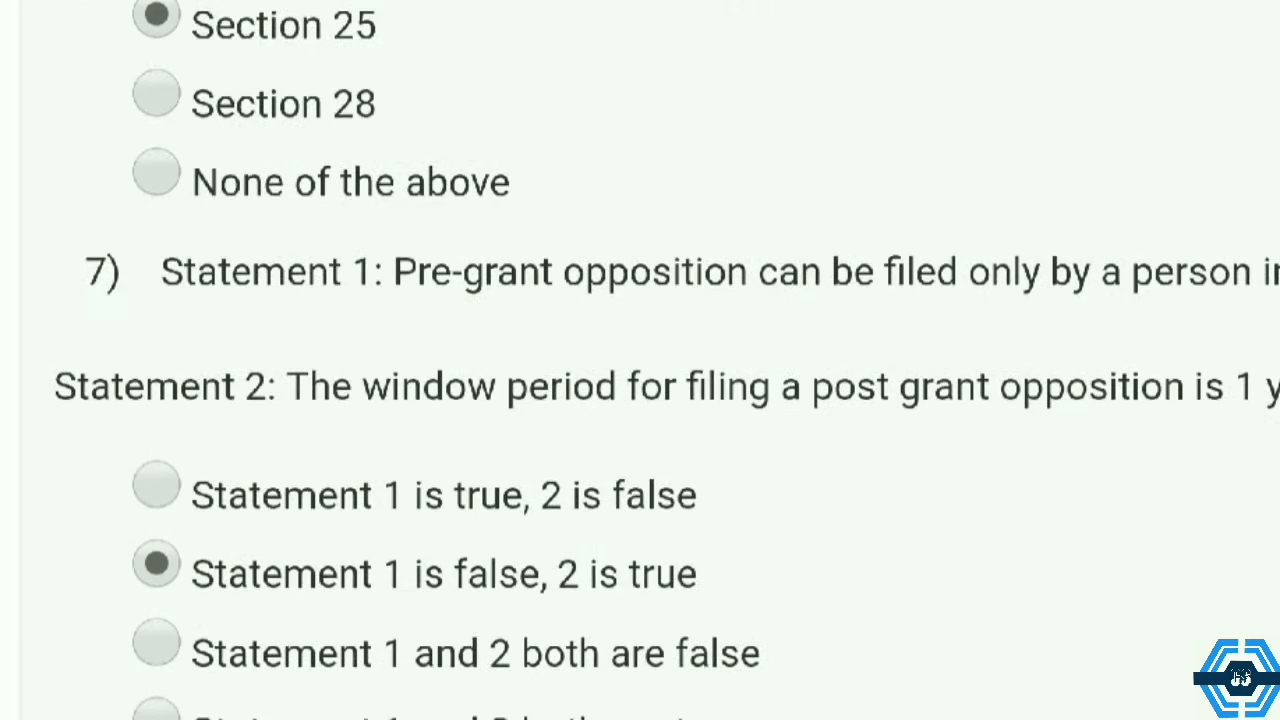 Section 25
Section 28
None of the above
7) Statement 1: Pre-grant opposition can be filed only by a person
Statement 2: The window period for filing a post grant opposition is 1
Statement 1 is true, 2 is false
Statement 1 is false, 2 is true
Statement 1 and 2 both are false